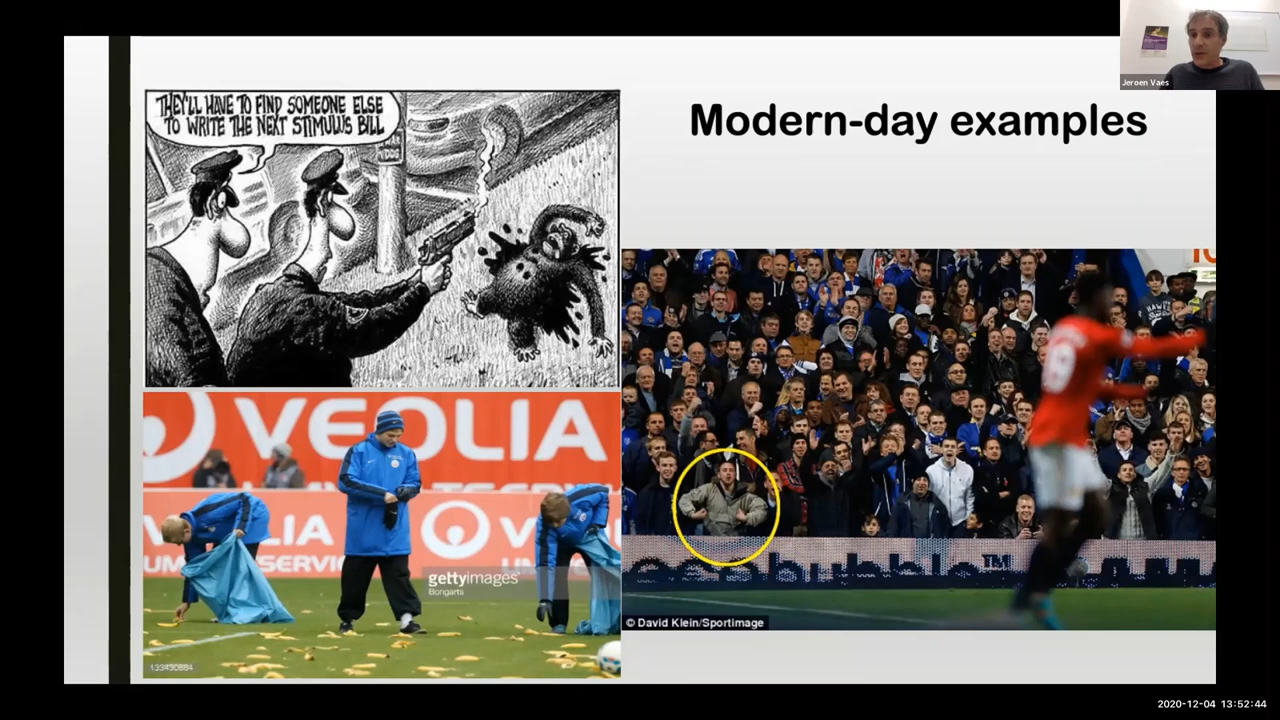 THEY'LL HAVE TO FIND SOMEONE ELSE
TO WRITE THE NEXT STIMULUS BILL
Modern-day examples
Jeroen Vaes
VEOLIA
gettyimages®
Bongarts
133430884
19
© David Klein/Sportimage
2020-12-04 13:52:44